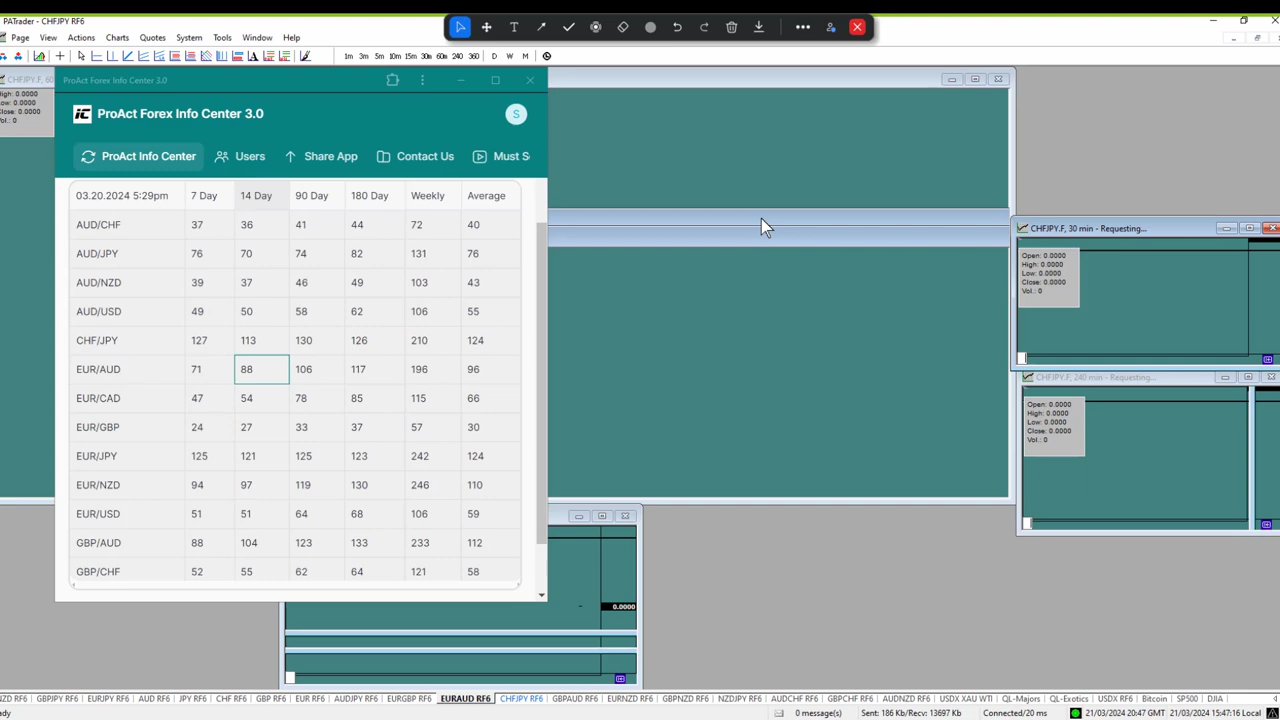 PATrader - CHFJPY RF6
Page View Actions Charts Quotes System Tools Window Help
1m 3m 5m 10m 15m 30m 60m 240 360 D W M
ProAct Forex Info Center 3.0
ProAct Forex Info Center 3.0 S
ProAct Info Center Users Share App Contact Us Must S
03.20.2024 5:29pm 7 Day 14 Day 90 Day 180 Day Weekly Average
AUD/CHF 37 36 41 44 72 40
AUD/JPY 76 70 74 82 131 76
AUD/NZD 39 37 46 49 103 43
AUD/USD 49 50 58 62 106 55
CHF/JPY 127 113 130 126 210 124
EUR/AUD 71 88 106 117 196 96
EUR/CAD 47 54 78 85 115 66
EUR/GBP 24 27 33 37 57 30
EUR/JPY 125 121 125 123 242 124
EUR/NZD 94 97 119 130 246 110
EUR/USD 51 51 64 68 106 59
GBP/AUD 88 104 123 133 233 112
GBP/CHF 52 55 62 64 121 58
CHFJPY.F, 60
High: 0.0000
Low: 0.0000
Close: 0.0000
Vol.: 0
CHFJPY.F, 30 min - Requesting...
Open: 0.0000
High: 0.0000
Low: 0.0000
Close: 0.0000
Vol.: 0
CHFJPY.F, 240 min - Requesting...
Open: 0.0000
High: 0.0000
Low: 0.0000
Close: 0.0000
Vol.: 0
0.0000
NZD RF6 GBPJPY RF6 EURJPY RF6 AUD RF6 JPY RF6 CHF RF6 GBP RF6 EUR RF6 AUDJPY RF6 EURGBP RF6 EURAUD RF6 CHFJPY RF6 GBPAUD RF6 EURNZD RF6 GBPNZD RF6 NZDJPY RF6 AUDCHF RF6 GBPCHF RF6 AUDNZD RF6 USDX XAU WTI QL-Majors QL-Exotics USDX RF6 Bitcoin SP500 DJIA
ady 0 message(s) Sent: 186 Kb/Recv: 13697 Kb Connected/20 ms 21/03/2024 20:47 GMT 21/03/2024 15:47:16 Local